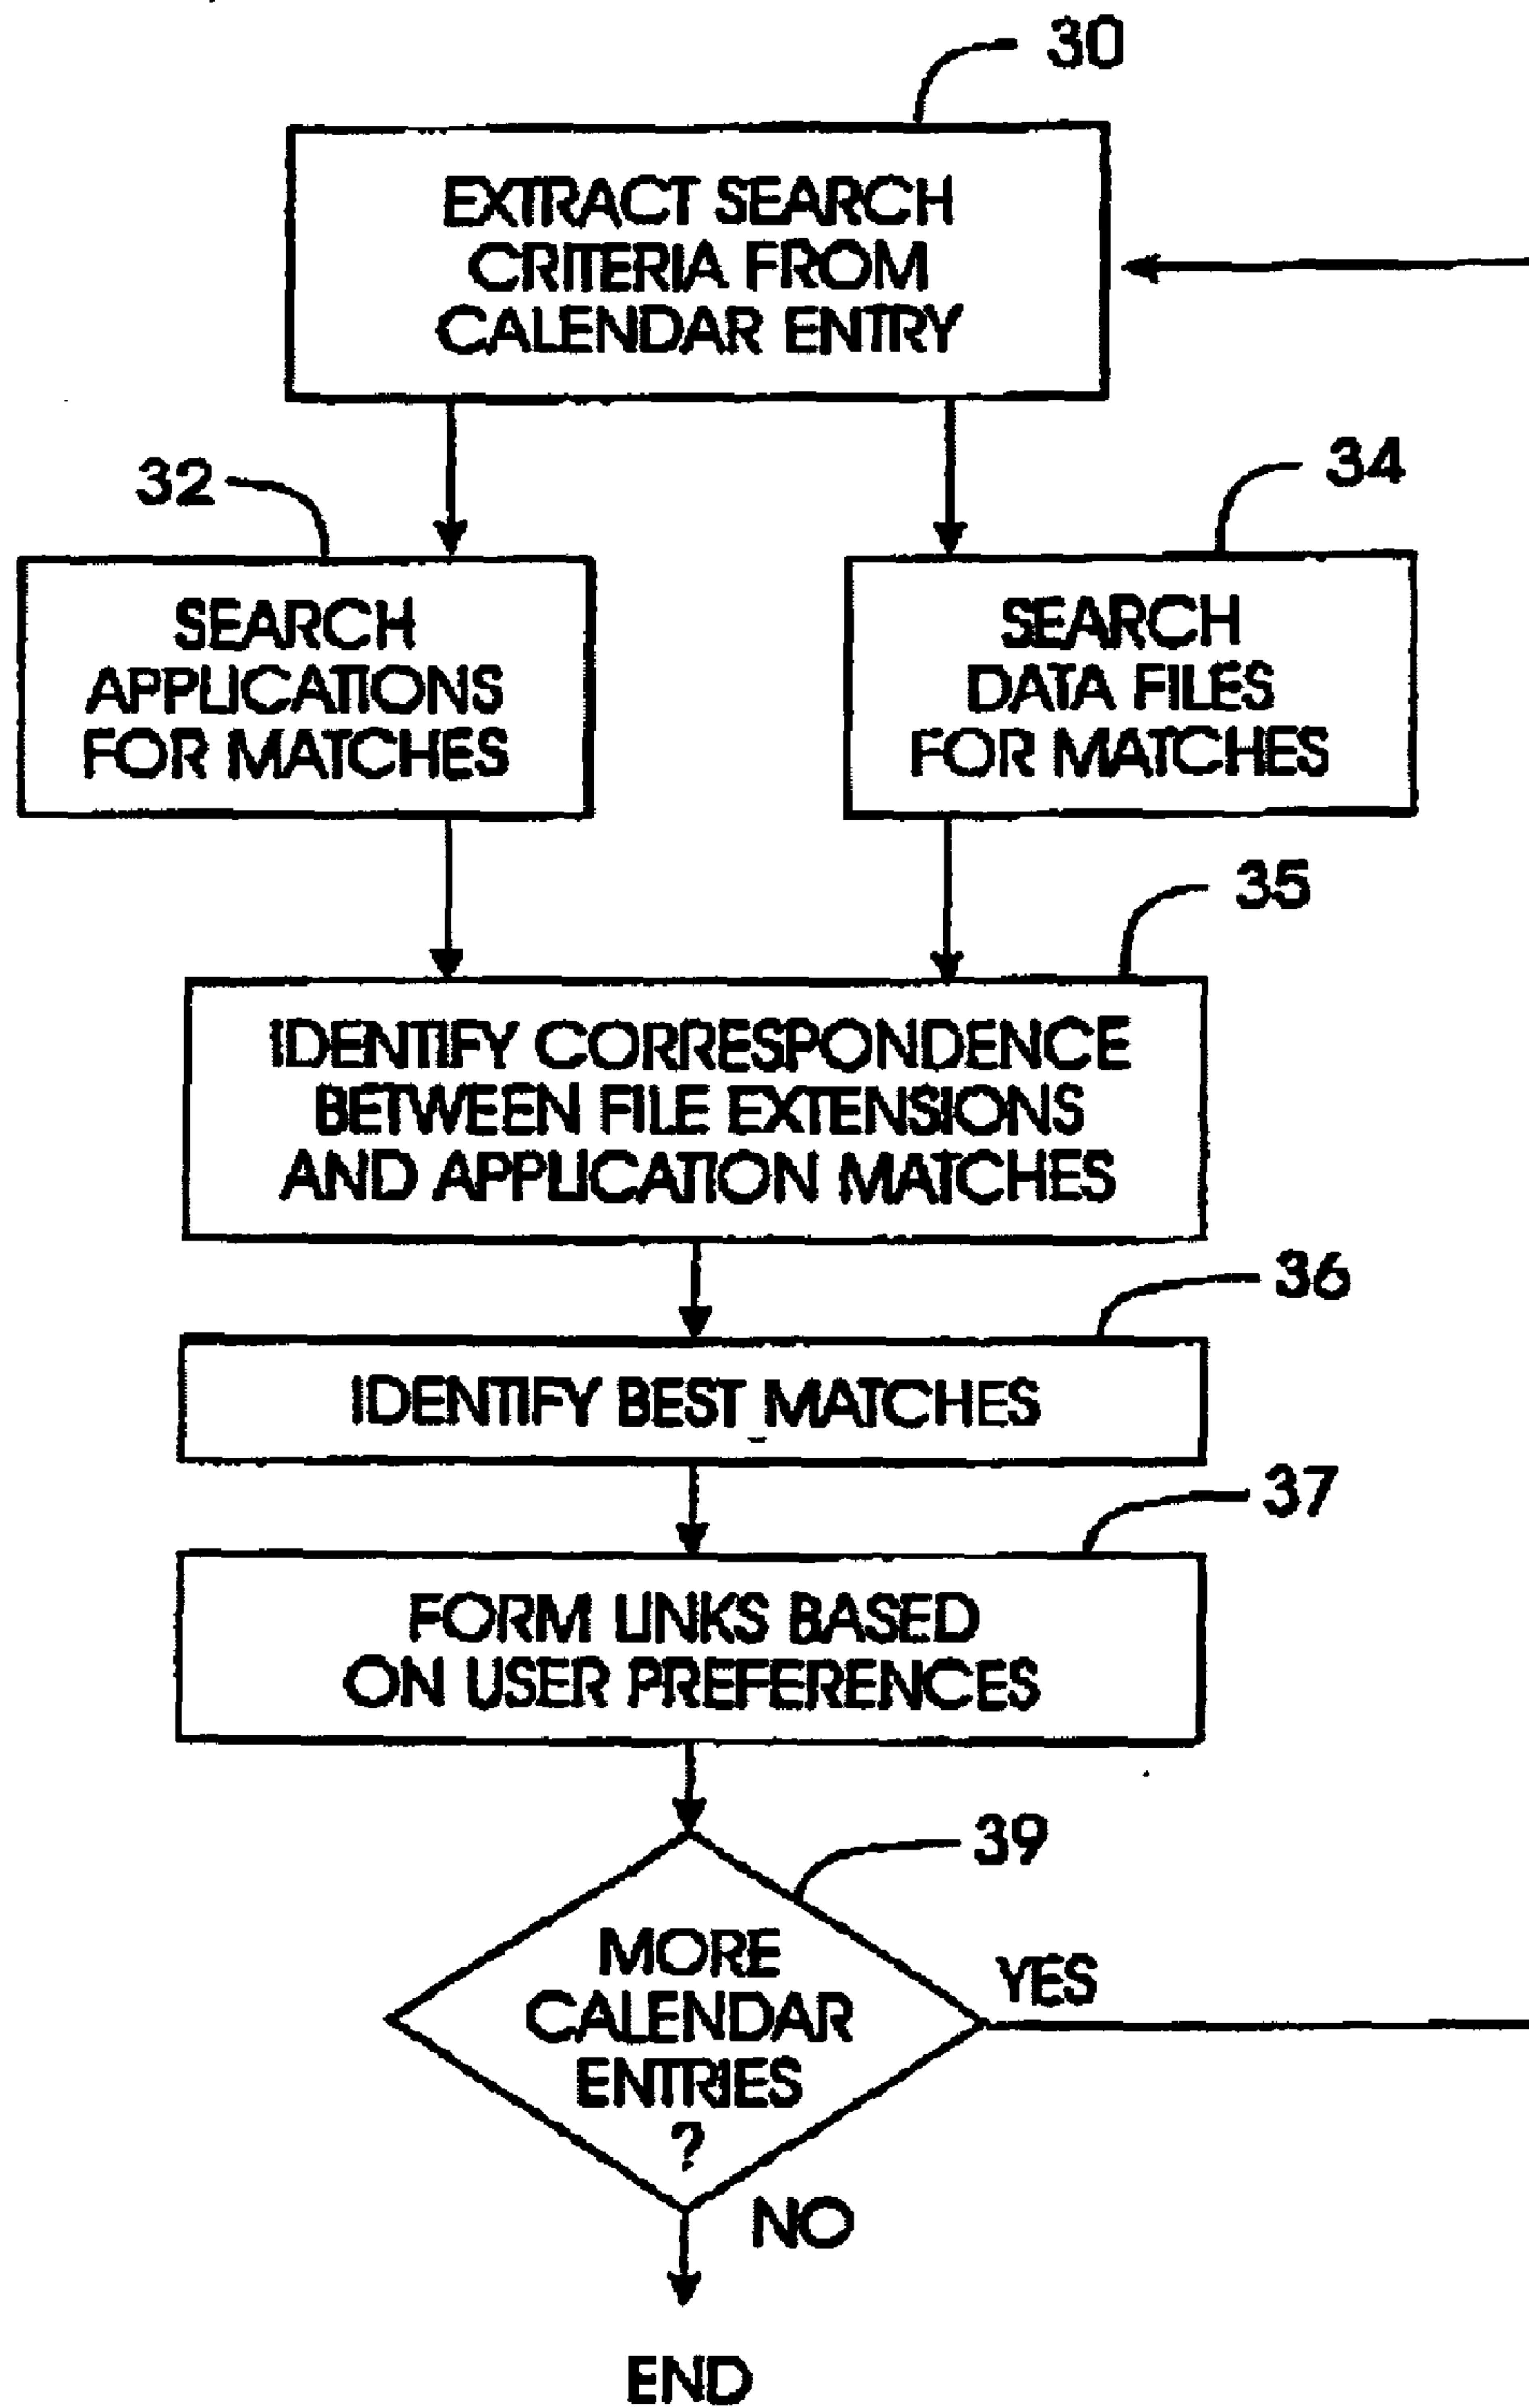 30
EXTRACT SEARCH
CRITERIA FROM
CALENDAR ENTRY
32
34
SEARCH
APPLICATIONS
FOR MATCHES
SEARCH
DATA FILES
FOR MATCHES
35
IDENTIFY CORRESPONDENCE
BETWEEN FILE EXTENSIONS
AND APPLICATION MATCHES
36
IDENTIFY BEST MATCHES
37
FORM LINKS BASED
ON USER PREFERENCES
39
MORE
CALENDAR
ENTRIES
?
YES
NO
END